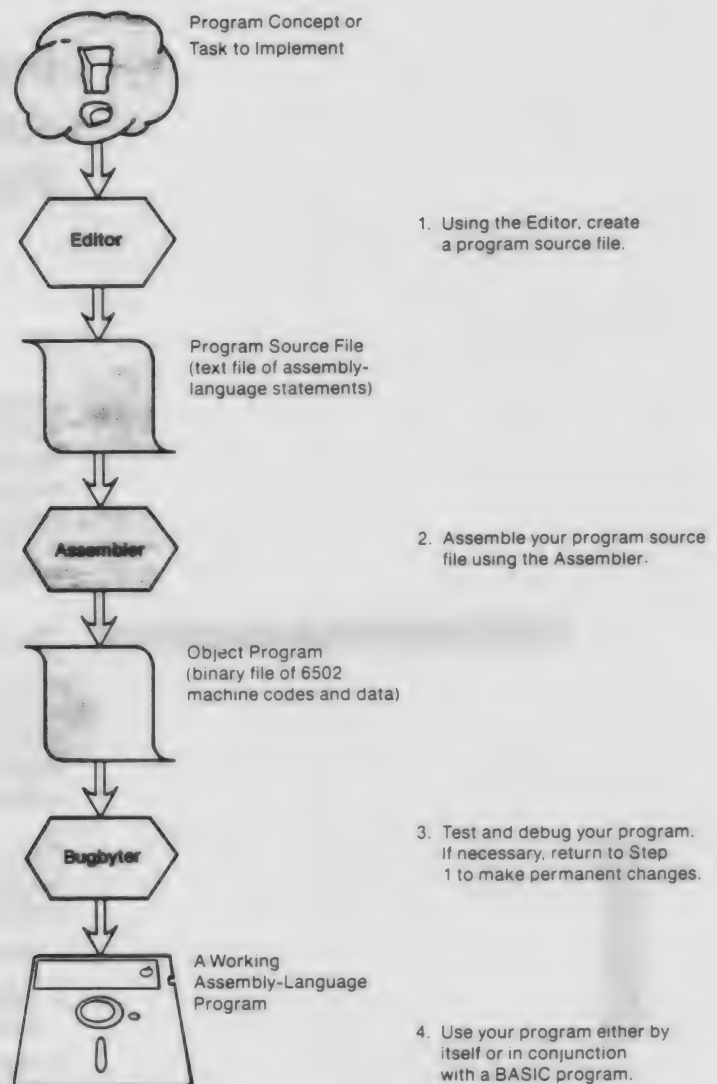 Program Concept or
Task to Implement
Editor
1. Using the Editor, create
a program source file.
Program Source File
(text file of assembly-
language statements)
Assembler
2. Assemble your program source
file using the Assembler.
Object Program
(binary file of 6502
machine codes and data)
Bugbyter
3. Test and debug your program.
If necessary, return to Step
1 to make permanent changes.
A Working
Assembly-Language
Program
4. Use your program either by
itself or in conjunction
with a BASIC program.